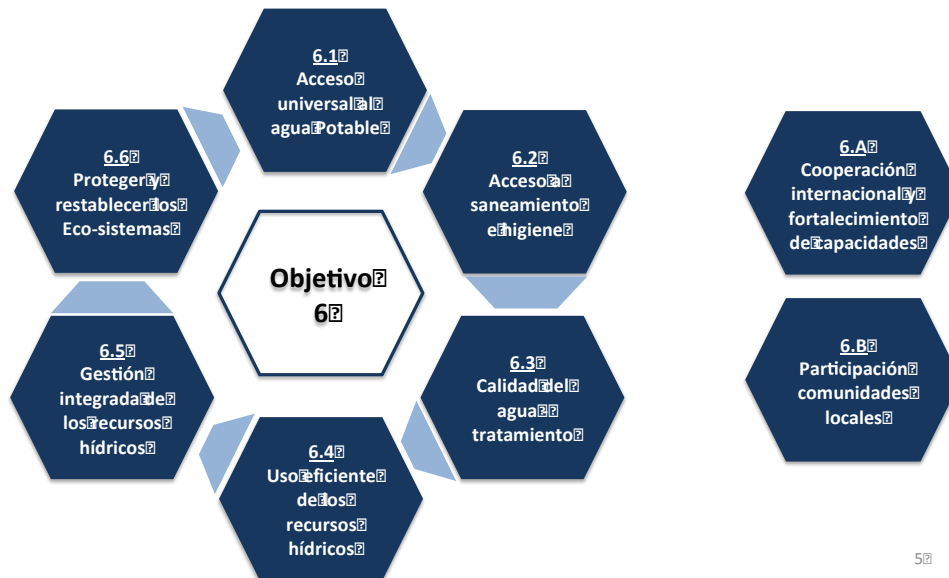 6.1
Acceso
universal al
agua Potable
6.2
Acceso a
saneamiento
e higiene
6.3
Calidad del
agua -
tratamiento
6.4
Uso eficiente
de los
recursos
hídricos
6.5
Gestión
integrada de
los recursos
hídricos
6.6
Proteger y
restablecer los
Eco-sistemas
Objetivo
6
6.A
Cooperación
internacional y
fortalecimiento
de capacidades
6.B
Participación
comunidades
locales
5